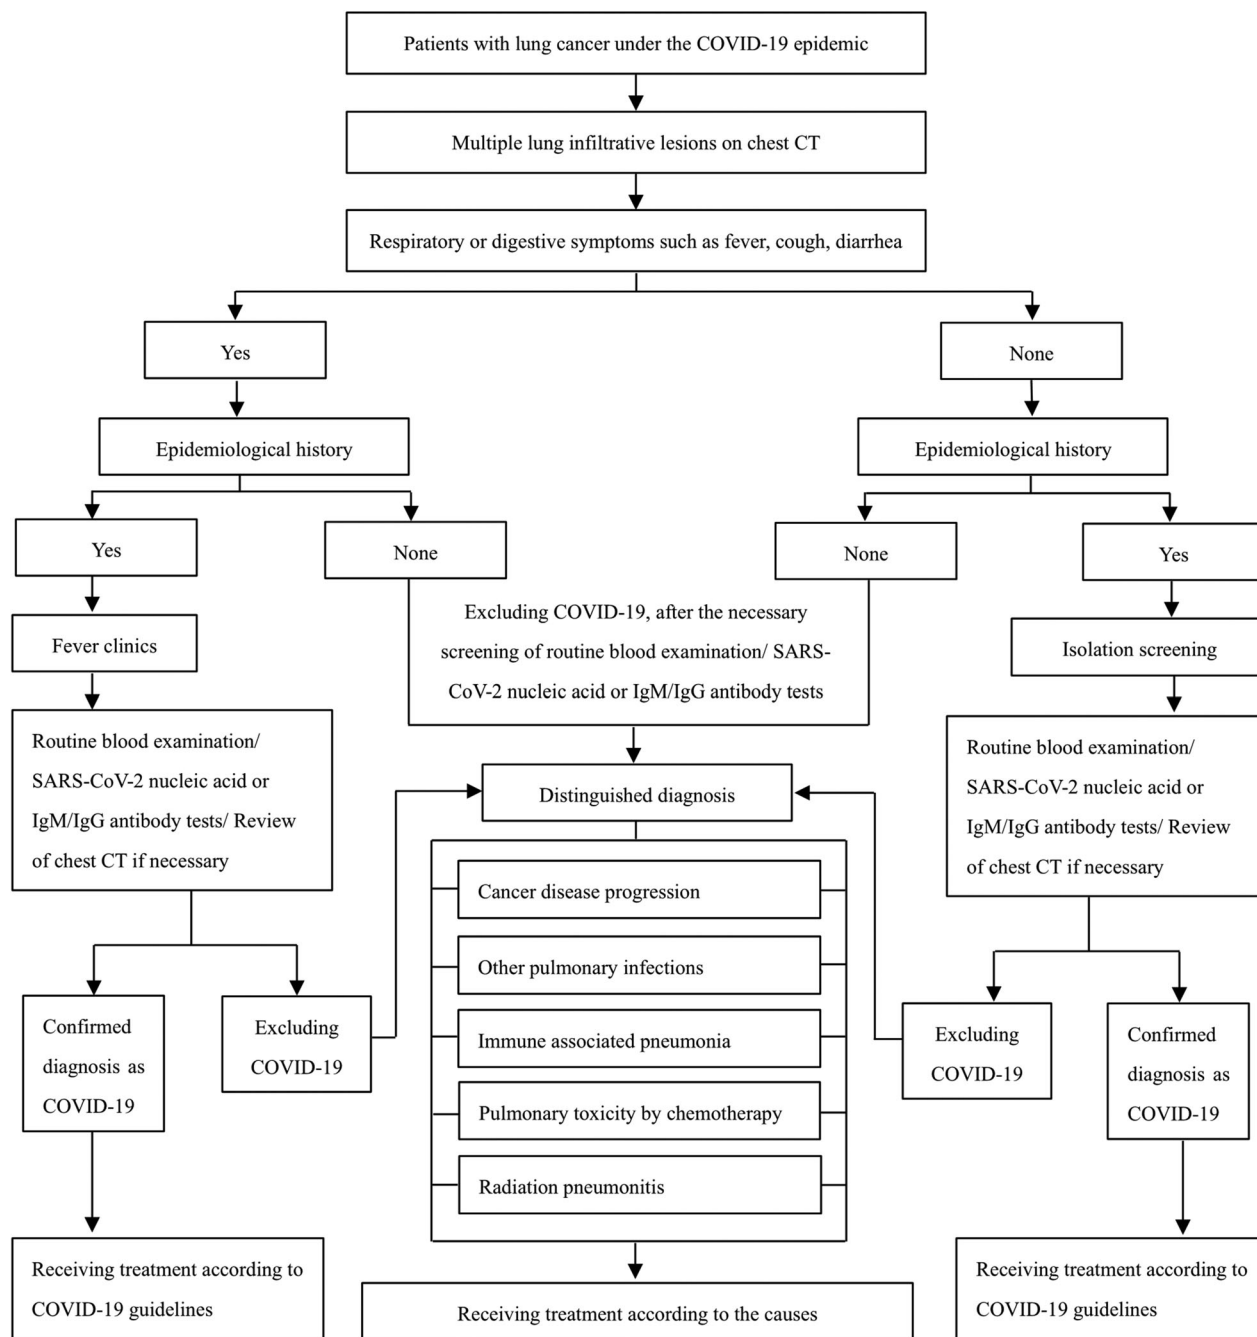 Patients with lung cancer under the COVID-19 epidemic
Multiple lung infiltrative lesions on chest CT
Respiratory or digestive symptoms such as fever, cough, diarrhea
Yes
None
Epidemiological history
Epidemiological history
Yes
None
None
Yes
Fever clinics
Excluding COVID-19, after the necessary
screening of routine blood examination/ SARS-
CoV-2 nucleic acid or IgM/IgG antibody tests
Isolation screening
Routine blood examination/
SARS-CoV-2 nucleic acid or
IgM/IgG antibody tests/ Review
of chest CT if necessary
Distinguished diagnosis
Routine blood examination/
SARS-CoV-2 nucleic acid or
IgM/IgG antibody tests/ Review
of chest CT if necessary
Cancer disease progression
Other pulmonary infections
Immune associated pneumonia
Pulmonary toxicity by chemotherapy
Radiation pneumonitis
Confirmed
diagnosis as
COVID-19
Excluding
COVID-19
Excluding
COVID-19
Confirmed
diagnosis as
COVID-19
Receiving treatment according to
COVID-19 guidelines
Receiving treatment according to the causes
Receiving treatment according to
COVID-19 guidelines